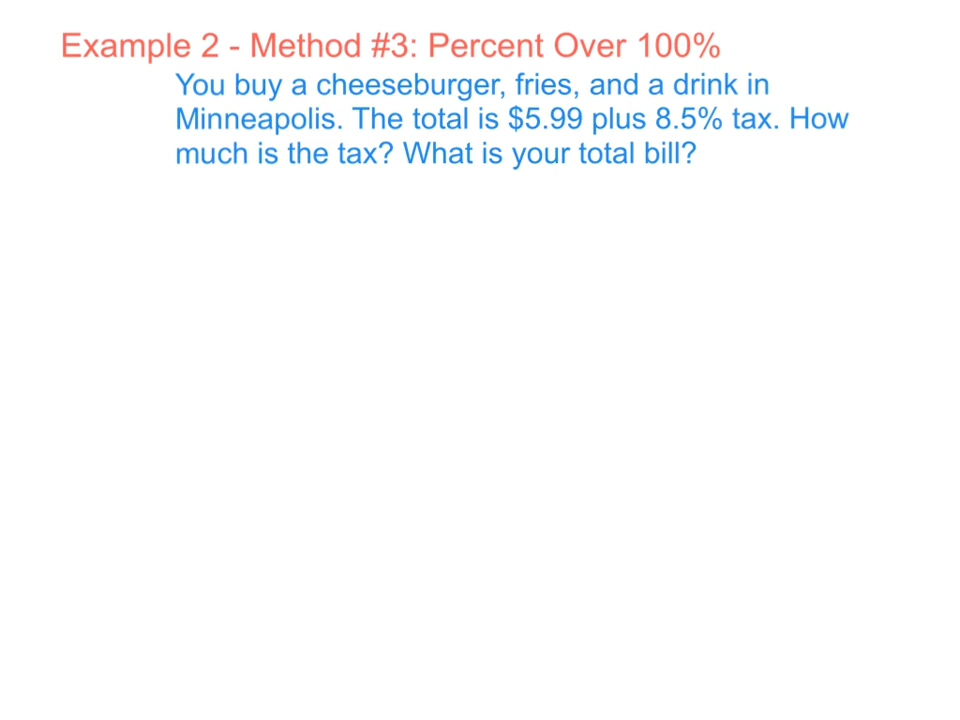 Example 2 - Method #3: Percent Over 100%
You buy a cheeseburger, fries, and a drink in
Minneapolis. The total is $5.99 plus 8.5% tax. How
much is the tax? What is your total bill?